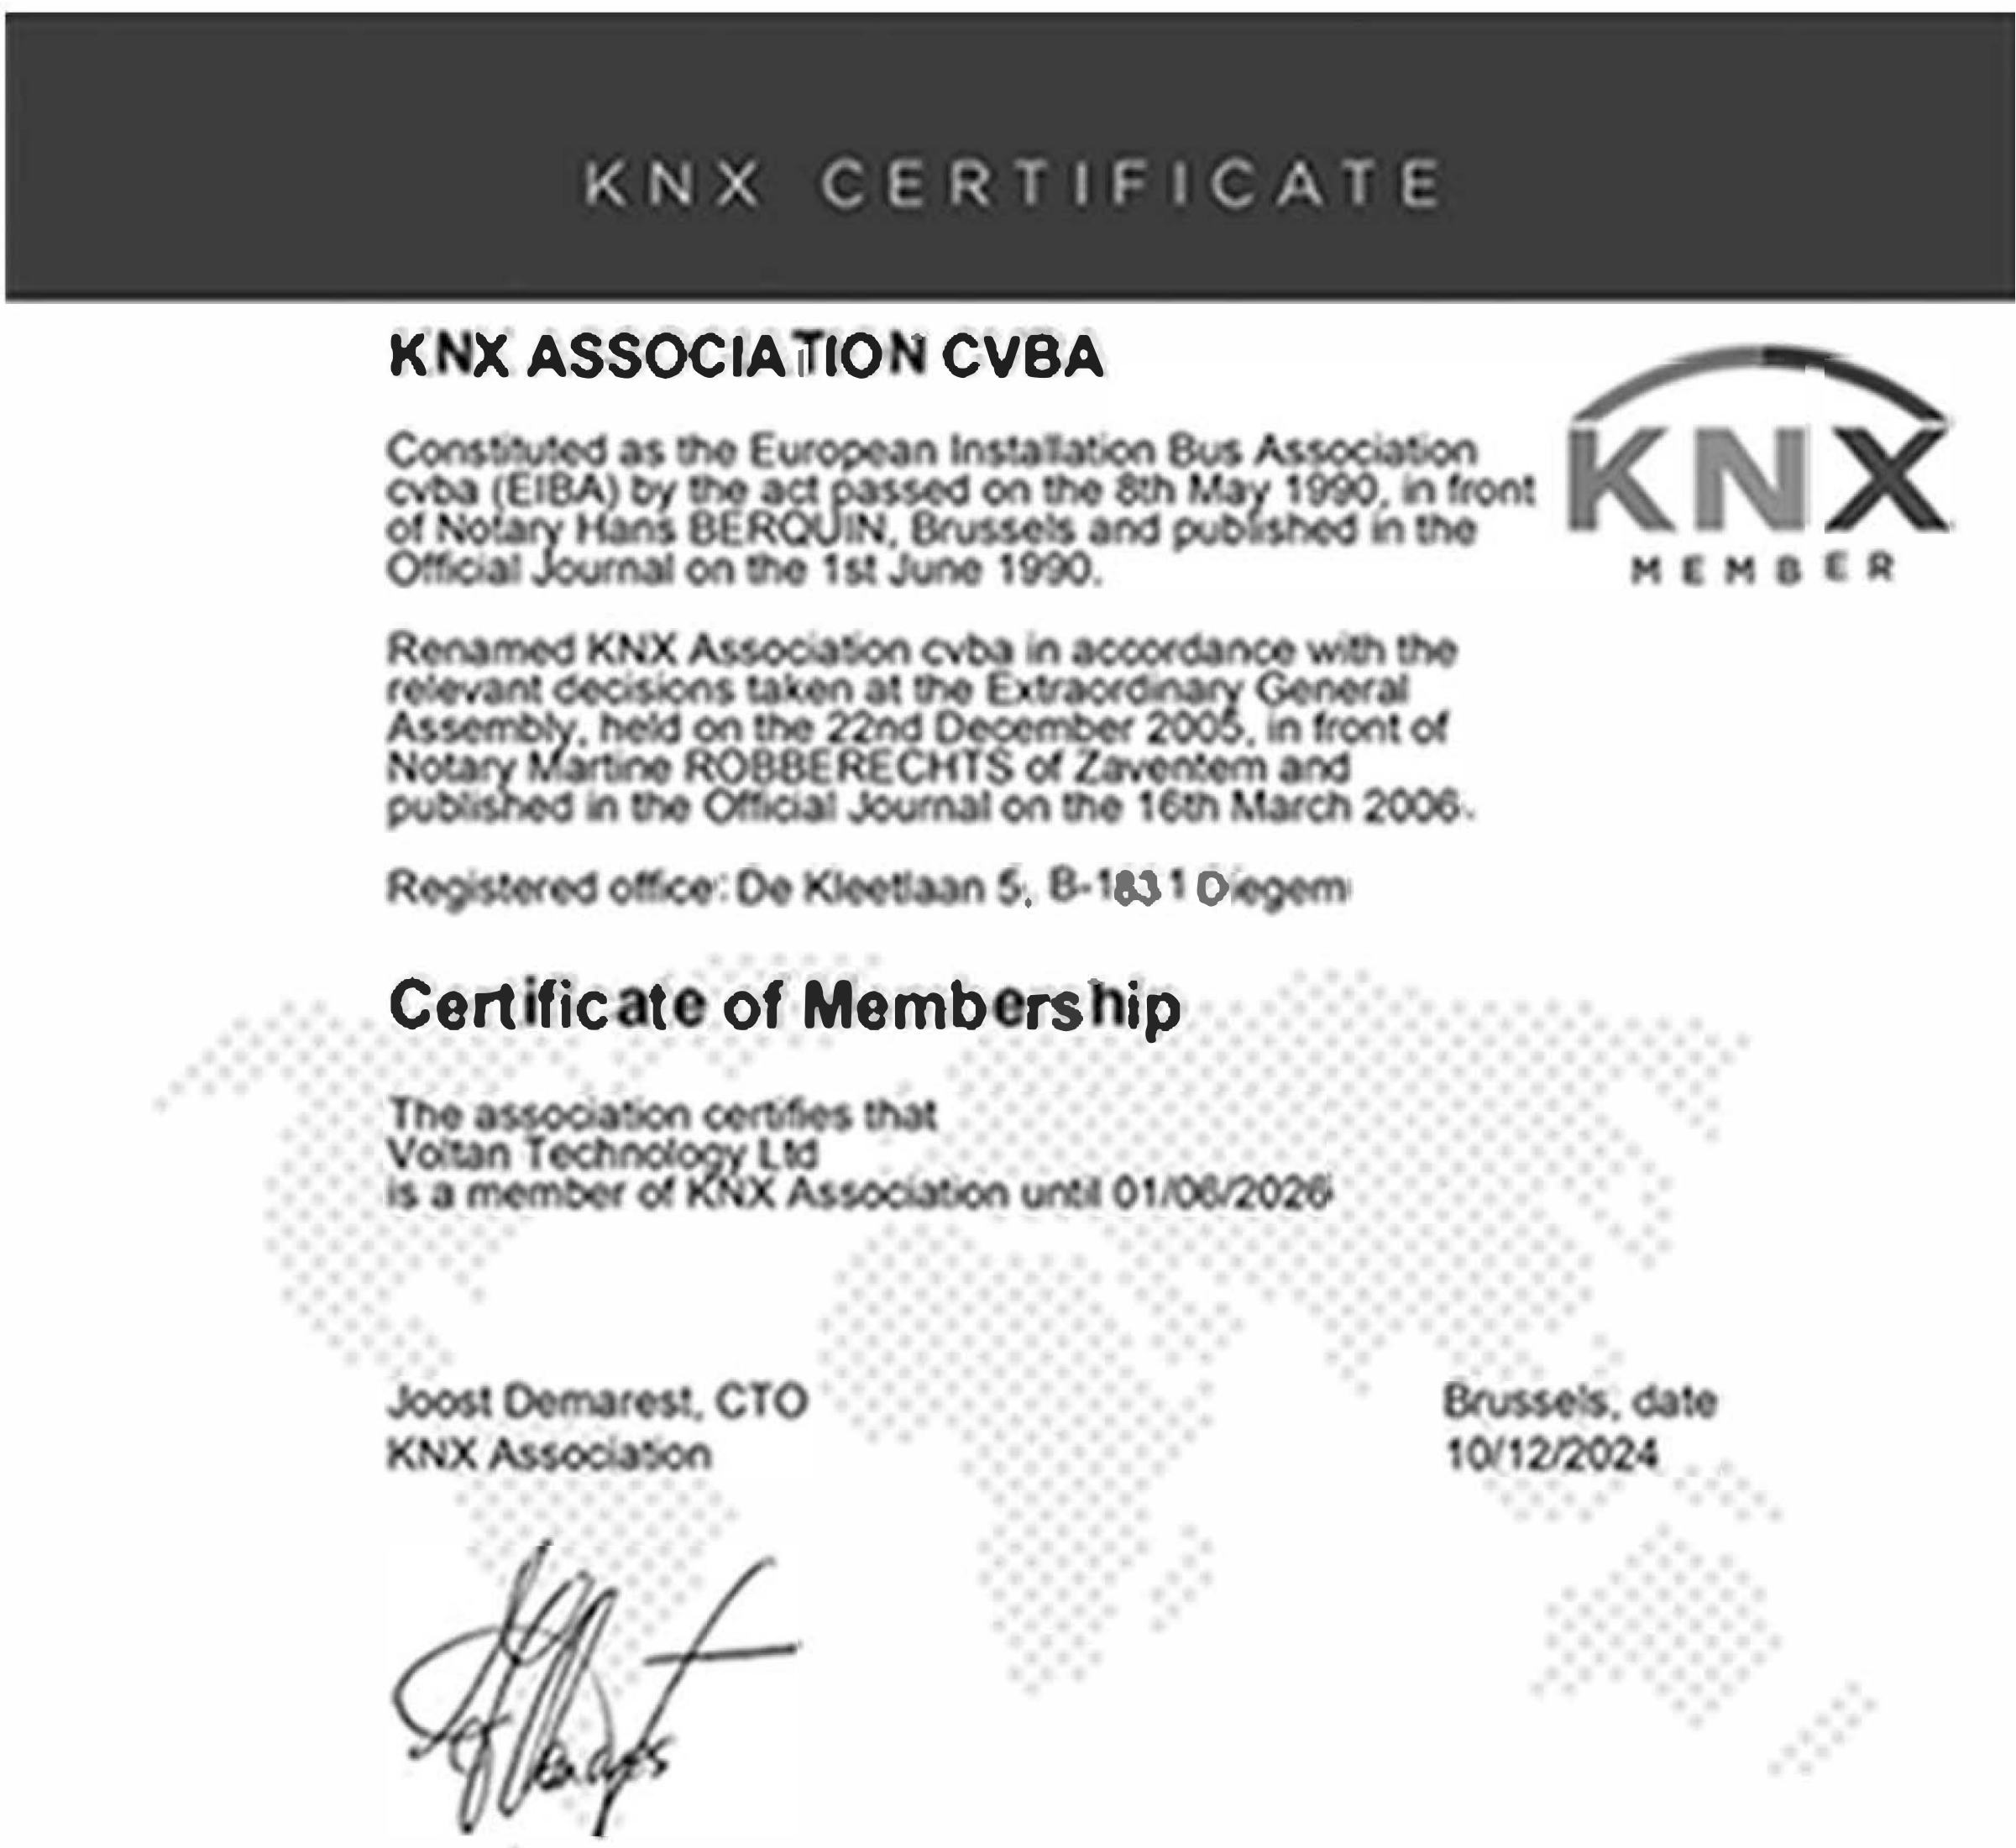 KNX CERTIFICATE
KNX ASSOCIATION CVBA
Constituted as the European Installation Bus Association
cvba (EIBA) by the act passed on the 8th May 1990, in front
of Notary Hans BERQUIN, Brussels and published in the
Official Journal on the 1st June 1990.
KNX
MEMBER
Renamed KNX Association cvba in accordance with the
relevant decisions taken at the Extraordinary General
Assembly, held on the 22nd December 2005, in front of
Notary Martine ROBBERECHTS of Zaventem and
published in the Official Journal on the 16th March 2006.
Registered office: De Kleetlaan 5, B-1831 Diegem
Certificate of Membership
The association certifies that
Voltan Technology Ltd
is a member of KNX Association until 01/06/2026
Joost Demarest, CTO
KNX Association
Brussels, date
10/12/2024